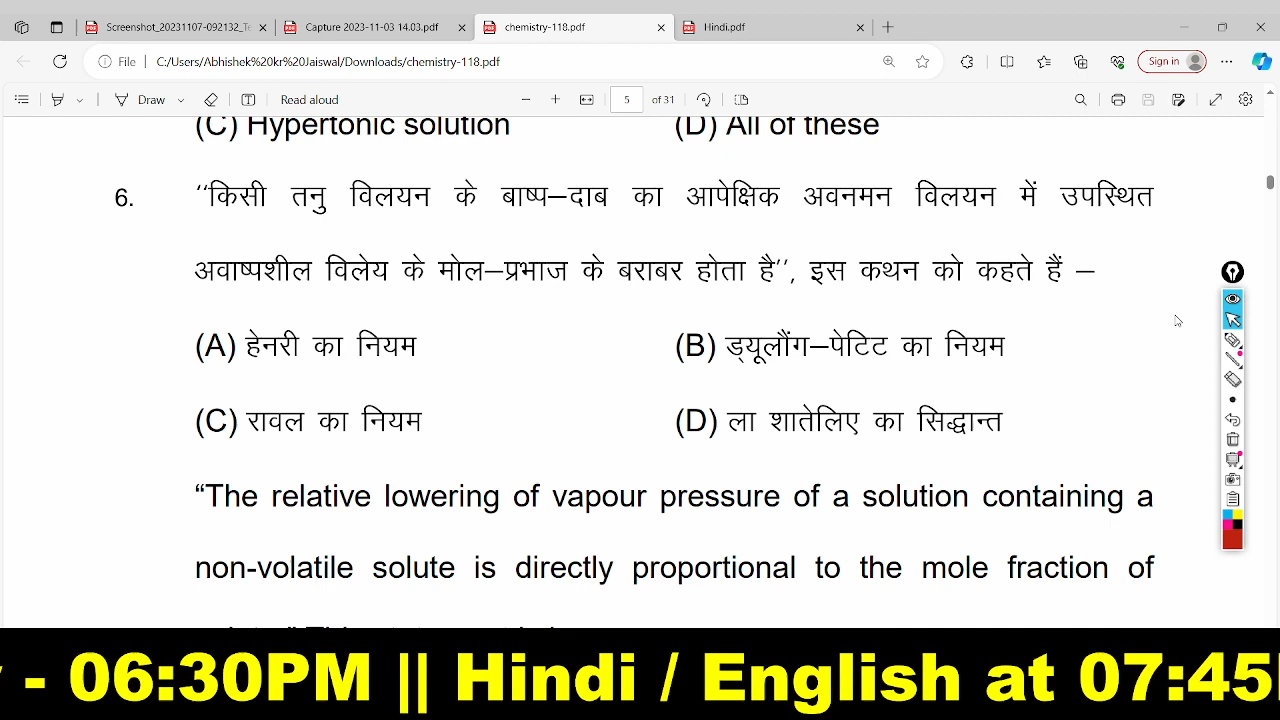 Screenshot_20231107-092132_Te
Capture 2023-11-03 14.03.pdf
chemistry-118.pdf
Hindi.pdf
File
C:/Users/Abhishek%20kr%20Jaiswal/Downloads/chemistry-118.pdf
Sign in
Draw
Read aloud
5 of 31
(C) Hypertonic solution (D) All of these
6. ‘‘किसी तनु विलयन के बाष्प–दाब का आपेक्षिक अवनमन विलयन में उपस्थित
अवाष्पशील विलेय के मोल–प्रभाज के बराबर होता है’’, इस कथन को कहते हैं –
(A) हेनरी का नियम (B) ड्यूलौंग–पेटिट का नियम
(C) रावल का नियम (D) ला शातेलिए का सिद्धान्त
“The relative lowering of vapour pressure of a solution containing a
non-volatile solute is directly proportional to the mole fraction of
- 06:30PM || Hindi / English at 07:45